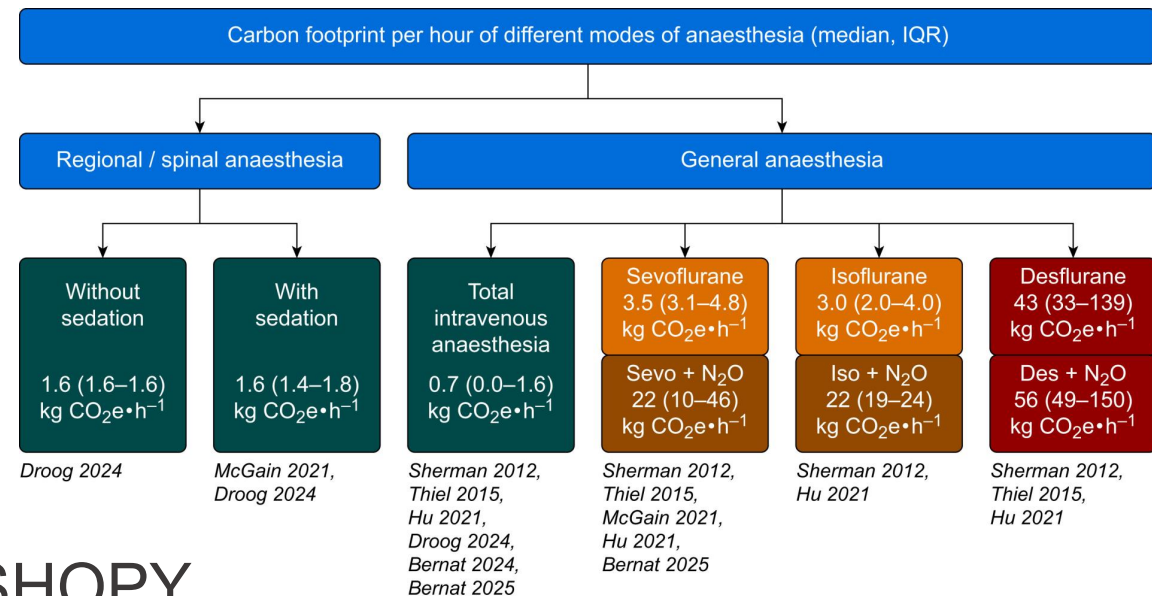 Carbon footprint per hour of different modes of anaesthesia (median, IQR)
Regional / spinal anaesthesia
General anaesthesia
Without
sedation
1.6 (1.6–1.6)
kg CO₂e•h⁻¹
With
sedation
1.6 (1.4–1.8)
kg CO₂e•h⁻¹
Total
intravenous
anaesthesia
0.7 (0.0–1.6)
kg CO₂e•h⁻¹
Sevoflurane
3.5 (3.1–4.8)
kg CO₂e•h⁻¹
Sevo + N₂O
22 (10–46)
kg CO₂e•h⁻¹
Isoflurane
3.0 (2.0–4.0)
kg CO₂e•h⁻¹
Iso + N₂O
22 (19–24)
kg CO₂e•h⁻¹
Desflurane
43 (33–139)
kg CO₂e•h⁻¹
Des + N₂O
56 (49–150)
kg CO₂e•h⁻¹
Droog 2024
McGain 2021,
Droog 2024
Sherman 2012,
Thiel 2015,
Hu 2021,
Droog 2024,
Bernat 2024,
Bernat 2025
Sherman 2012,
Thiel 2015,
McGain 2021,
Hu 2021,
Bernat 2025
Sherman 2012,
Hu 2021
Sherman 2012,
Thiel 2015,
Hu 2021